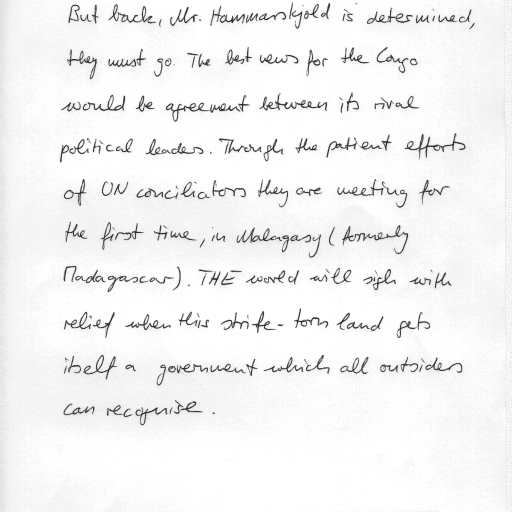 But back, Mr. Hammarskjold is determined,
they must go. The best news for the Congo
would be agreement between its rival
political leaders. Through the patient efforts
of UN conciliators they are meeting for
the first time, in Malagasy (formerly
Madagascar). THE world will sigh with
relief when this strife-torn land gets
itself a government which all outsiders
can recognise.